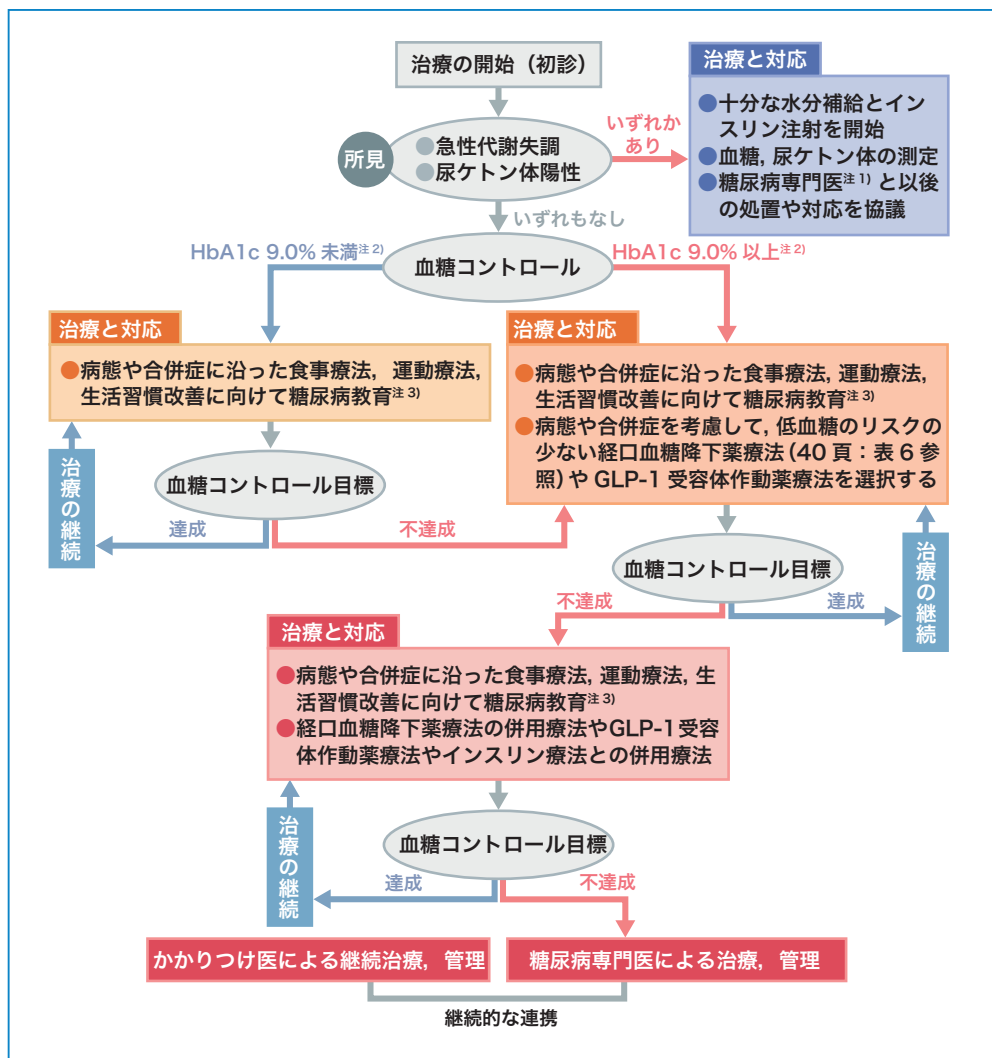 治療の開始（初診）
治療と対応
●十分な水分補給とイン
スリン注射を開始
●血糖, 尿ケトン体の測定
●糖尿病専門医注1）と以後
の処置や対応を協議
いずれか
あり
所見
●急性代謝失調
●尿ケトン体陽性
いずれもなし
HbA1c 9.0% 未満注2)
血糖コントロール
HbA1c 9.0% 以上注2)
治療と対応
●病態や合併症に沿った食事療法, 運動療法,
生活習慣改善に向けて糖尿病教育注3)
血糖コントロール目標
達成
不達成
治療の継続
治療と対応
●病態や合併症に沿った食事療法, 運動療法,
生活習慣改善に向けて糖尿病教育注3)
●病態や合併症を考慮して, 低血糖のリスクの
少ない経口血糖降下薬療法（40 頁：表 6 参
照）や GLP-1 受容体作動薬療法を選択する
血糖コントロール目標
不達成
達成
治療の継続
治療と対応
●病態や合併症に沿った食事療法, 運動療法, 生
活習慣改善に向けて糖尿病教育注3)
●経口血糖降下薬療法の併用療法やGLP-1受容
体作動薬療法やインスリン療法との併用療法
血糖コントロール目標
達成
不達成
治療の継続
かかりつけ医による継続治療, 管理
糖尿病専門医による治療, 管理
継続的な連携